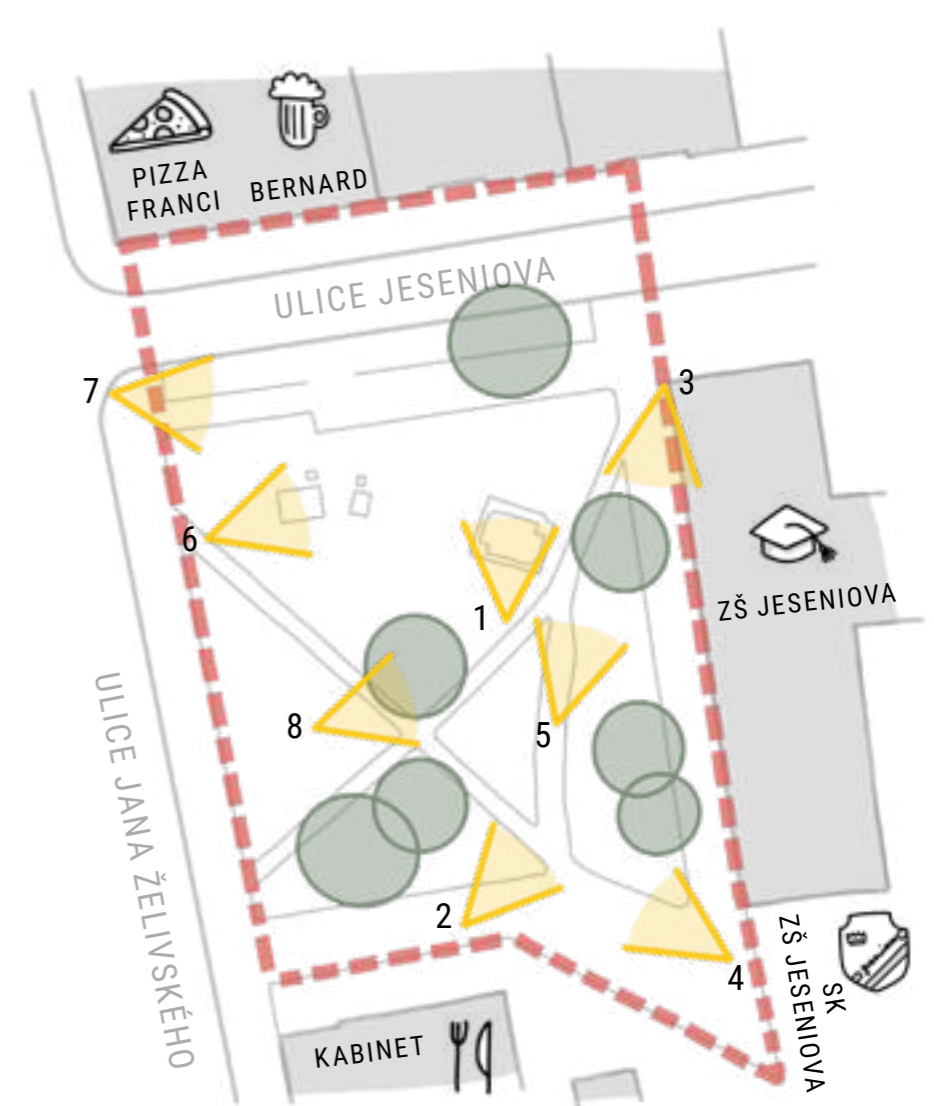 PIZZA
FRANCI
BERNARD
ULICE JESENIOVA
7
3
6
ZŠ JESENIOVA
1
5
8
ULICE JANA ŽELIVSKÉHO
2
4
SK
ZŠ JESENIOVA
KABINET